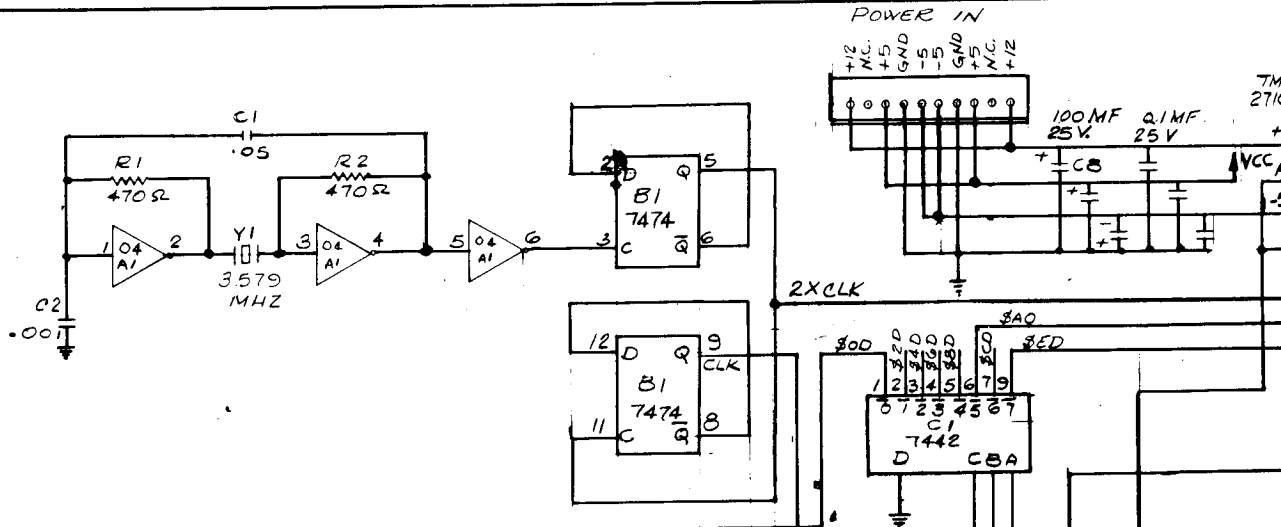 POWER IN
+12
N.C.
+5
GND
-5
-5
GND
+5
N.C.
+12
100MF
25 V.
0.1MF
25 V
+
C8
+
-
+
VCC
C1
.05
R1
470Ω
R2
470Ω
1
04
A1
2
Y1
3.579
MHZ
3
04
A1
4
5
04
A1
6
C2
.001
D
Q
5
B1
7474
3
C
Q
6
2XCLK
12
D
Q
9
CLK
B1
7474
11
C
Q
8
$0D
$2D
$4D
$6D
$8D
$AD
$CD
$ED
1
2
3
4
5
6
7
9
0
1
2
3
4
5
6
7
C1
7442
D
C
B
A